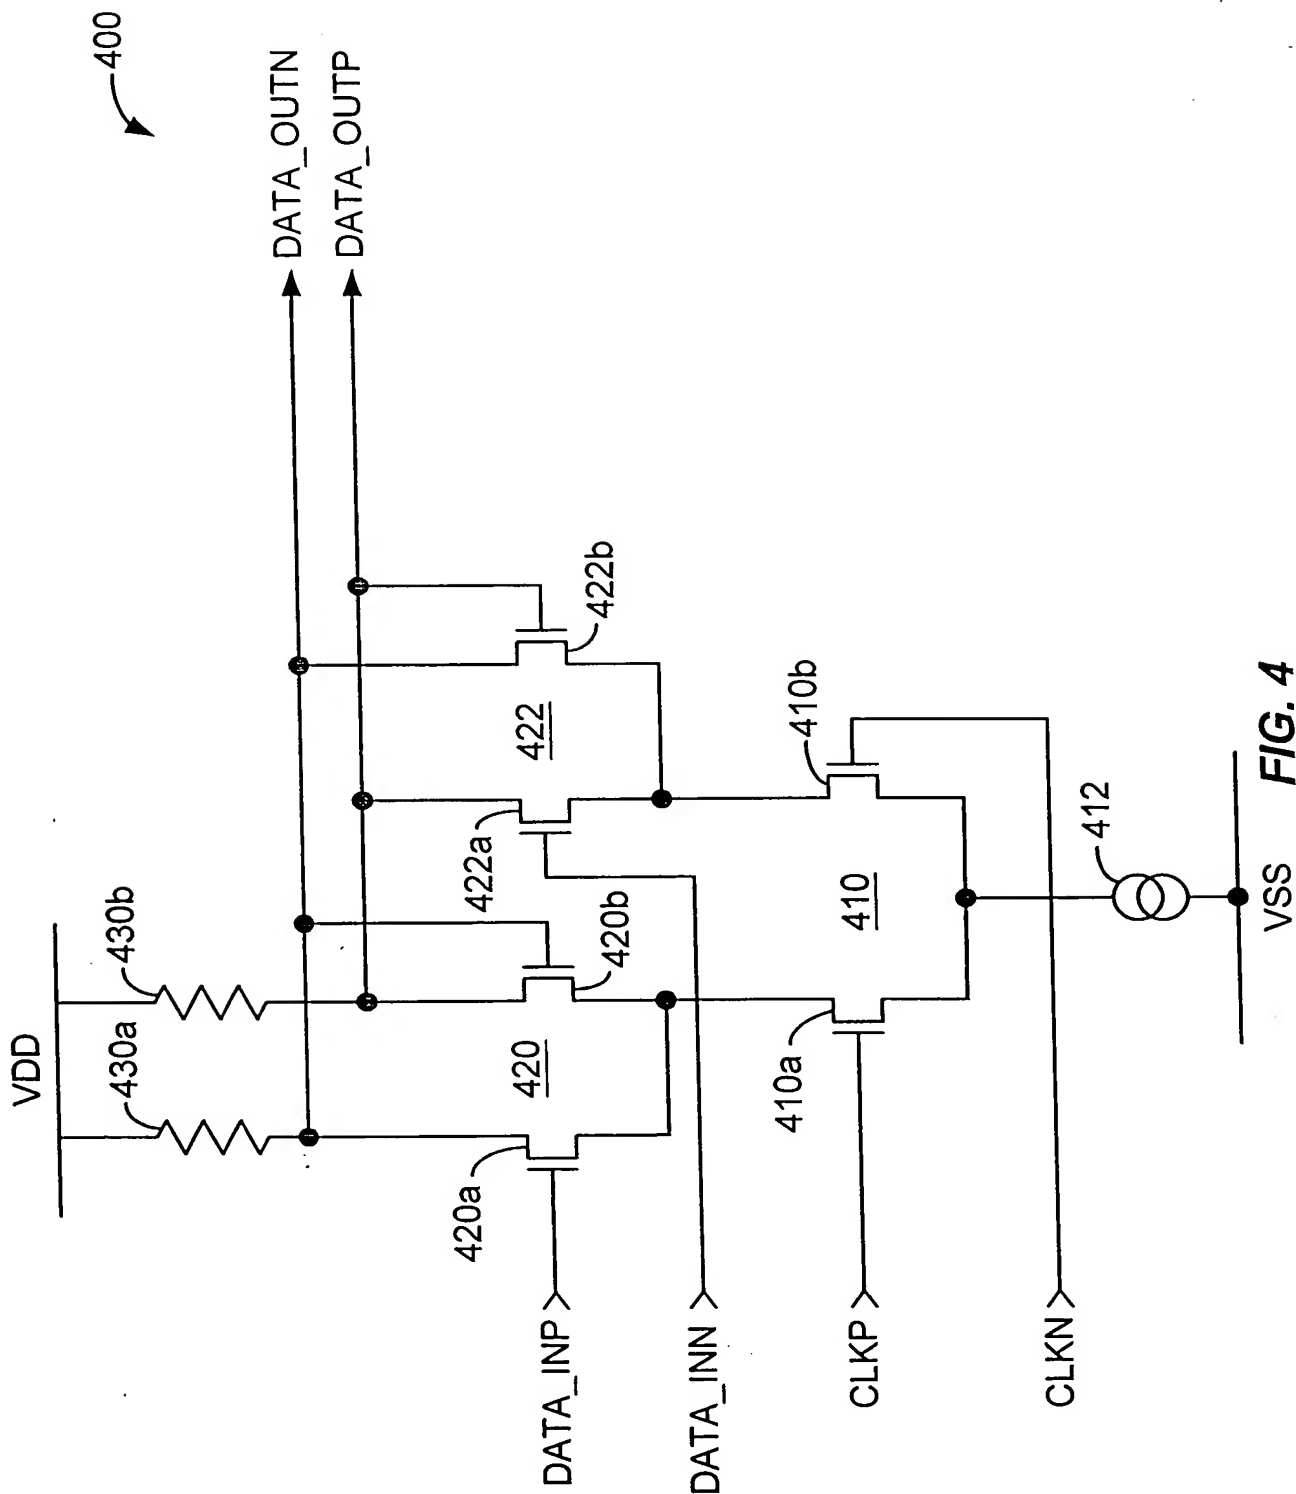 400
DATA_OUTN
DATA_OUTP
VDD
430a
430b
420a
420
420b
422a
422
422b
DATA_INP
DATA_INN
410a
410
410b
CLKP
CLKN
412
VSS
FIG. 4